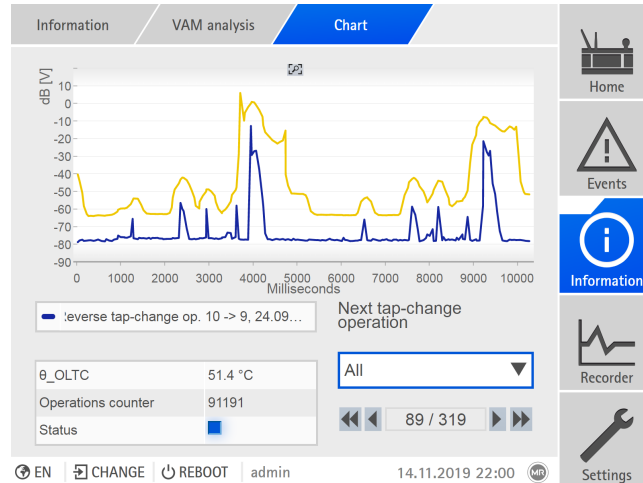 Information
VAM analysis
Chart
Home
Events
Information
Recorder
Settings
dB [V]
10
0
-10
-20
-30
-40
-50
-60
-70
-80
-90
0 1000 2000 3000 4000 5000 6000 7000 8000 9000 10000
Milliseconds
everse tap-change op. 10 -> 9, 24.09...
Next tap-change
operation
All
θ_OLTC 51.4 °C
Operations counter 91191
Status
89 / 319
EN CHANGE REBOOT admin 14.11.2019 22:00 MR